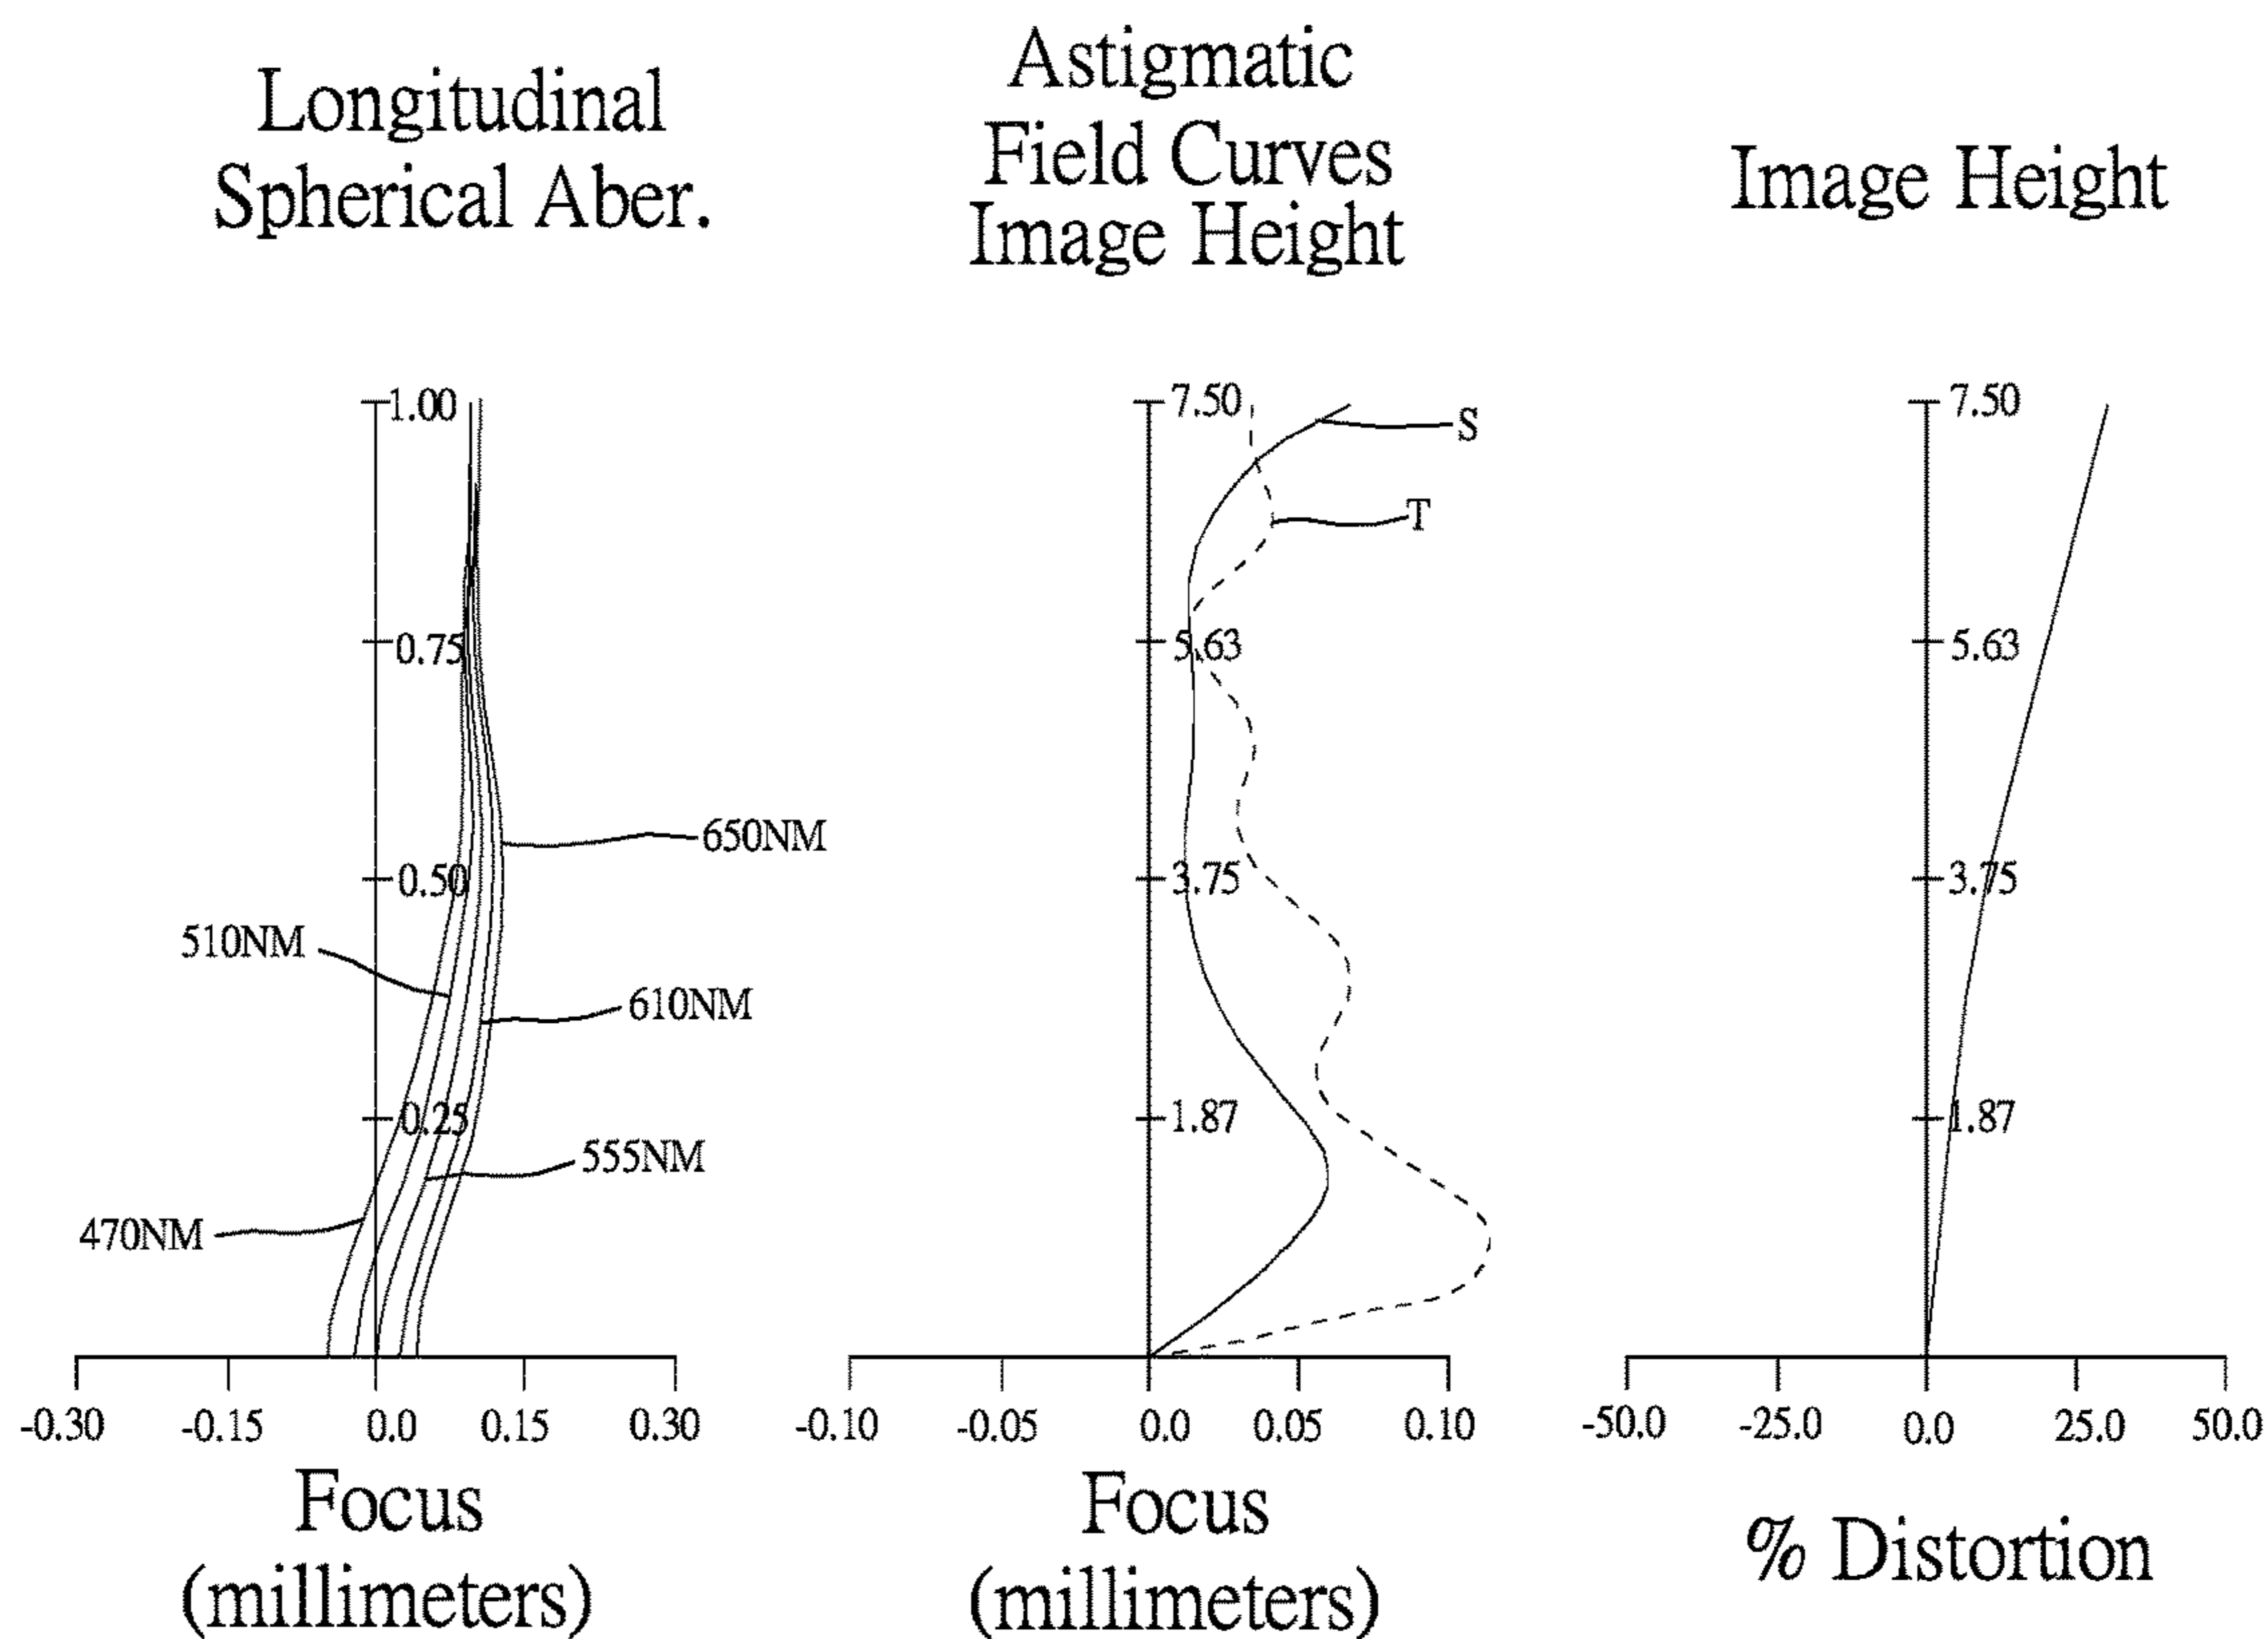 Longitudinal
Spherical Aber.
1.00
0.75
0.50
0.25
650NM
510NM
610NM
555NM
470NM
-0.30 -0.15 0.0 0.15 0.30
Focus
(millimeters)
Astigmatic
Field Curves
Image Height
7.50
S
T
5.63
3.75
1.87
-0.10 -0.05 0.0 0.05 0.10
Focus
(millimeters)
Image Height
7.50
5.63
3.75
1.87
-50.0 -25.0 0.0 25.0 50.0
% Distortion